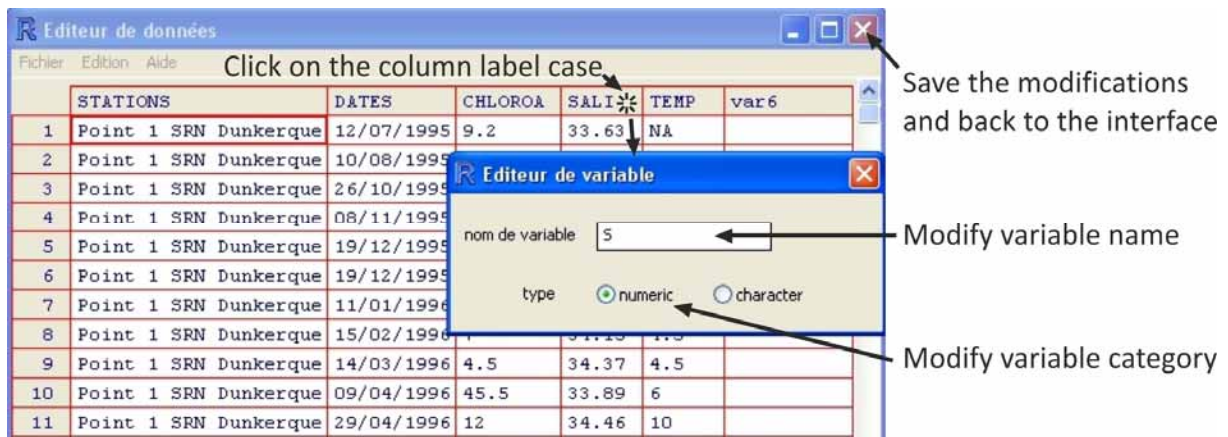 R Editeur de données
Fichier Edition Aide
Click on the column label case
STATIONS DATES CHLOROA SALI TEMP var6
1 Point 1 SRN Dunkerque 12/07/1995 9.2 33.63 NA
2 Point 1 SRN Dunkerque 10/08/1995
3 Point 1 SRN Dunkerque 26/10/1995
4 Point 1 SRN Dunkerque 08/11/1995
5 Point 1 SRN Dunkerque 19/12/1995
6 Point 1 SRN Dunkerque 19/12/1995
7 Point 1 SRN Dunkerque 11/01/1996
8 Point 1 SRN Dunkerque 15/02/1996
9 Point 1 SRN Dunkerque 14/03/1996 4.5 34.37 4.5
10 Point 1 SRN Dunkerque 09/04/1996 45.5 33.89 6
11 Point 1 SRN Dunkerque 29/04/1996 12 34.46 10
R Editeur de variable
nom de variable S
type numeric character
Save the modifications
and back to the interface
Modify variable name
Modify variable category